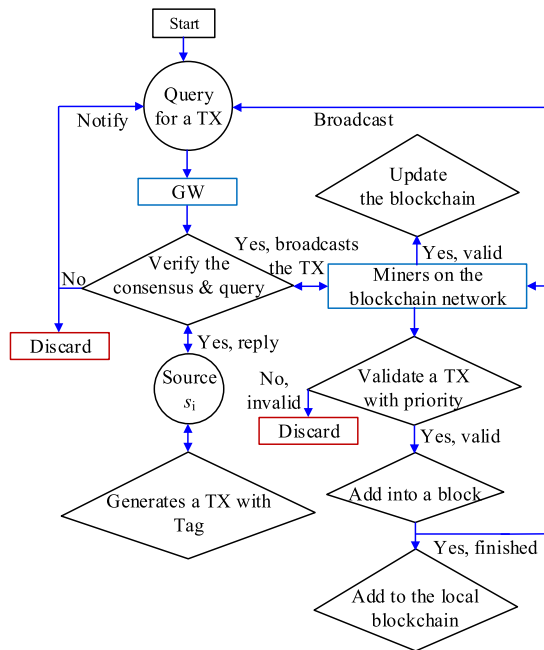 Start
Query
for a TX
Notify
Broadcast
GW
Update
the blockchain
Verify the
consensus & query
No
Yes, broadcasts
the TX
Yes, valid
Miners on the
blockchain network
Discard
Yes, reply
Source
si
No,
invalid
Validate a TX
with priority
Discard
Yes, valid
Generates a TX with
Tag
Add into a block
Yes, finished
Add to the local
blockchain